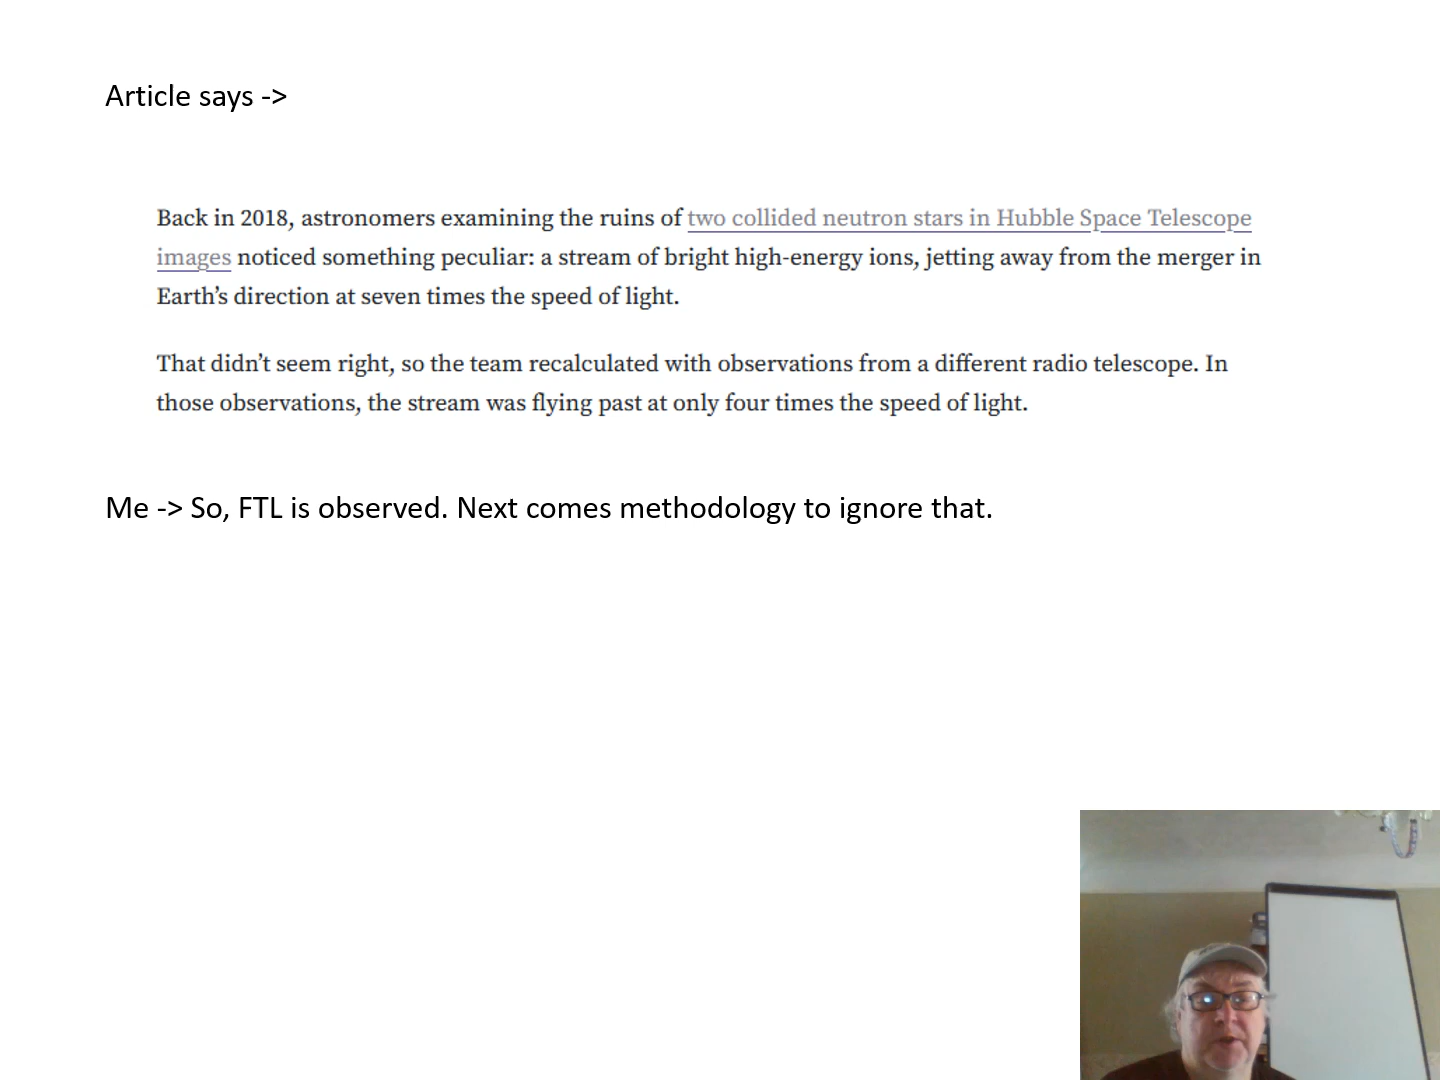 Article says ->
Back in 2018, astronomers examining the ruins of two collided neutron stars in Hubble Space Telescope
images noticed something peculiar: a stream of bright high-energy ions, jetting away from the merger in
Earth’s direction at seven times the speed of light.
That didn’t seem right, so the team recalculated with observations from a different radio telescope. In
those observations, the stream was flying past at only four times the speed of light.
Me -> So, FTL is observed. Next comes methodology to ignore that.